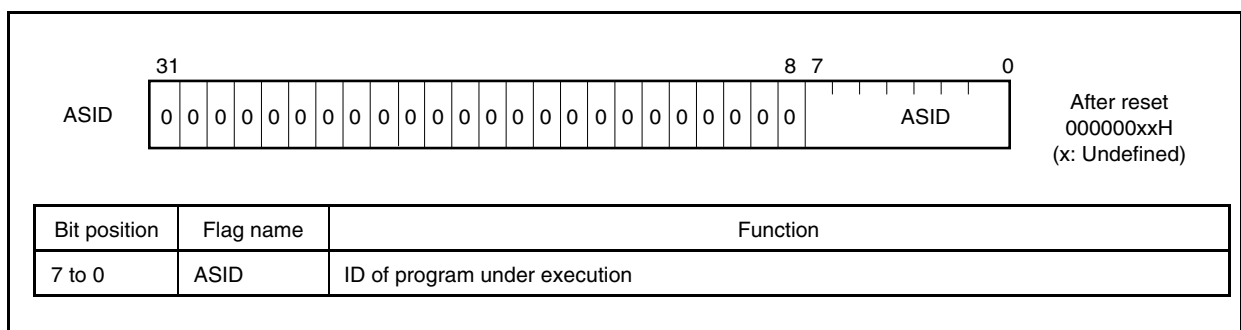 31 8 7 0
ASID 0 0 0 0 0 0 0 0 0 0 0 0 0 0 0 0 0 0 0 0 0 0 0 0 ASID
After reset
000000xxH
(x: Undefined)
Bit position Flag name Function
7 to 0 ASID ID of program under execution